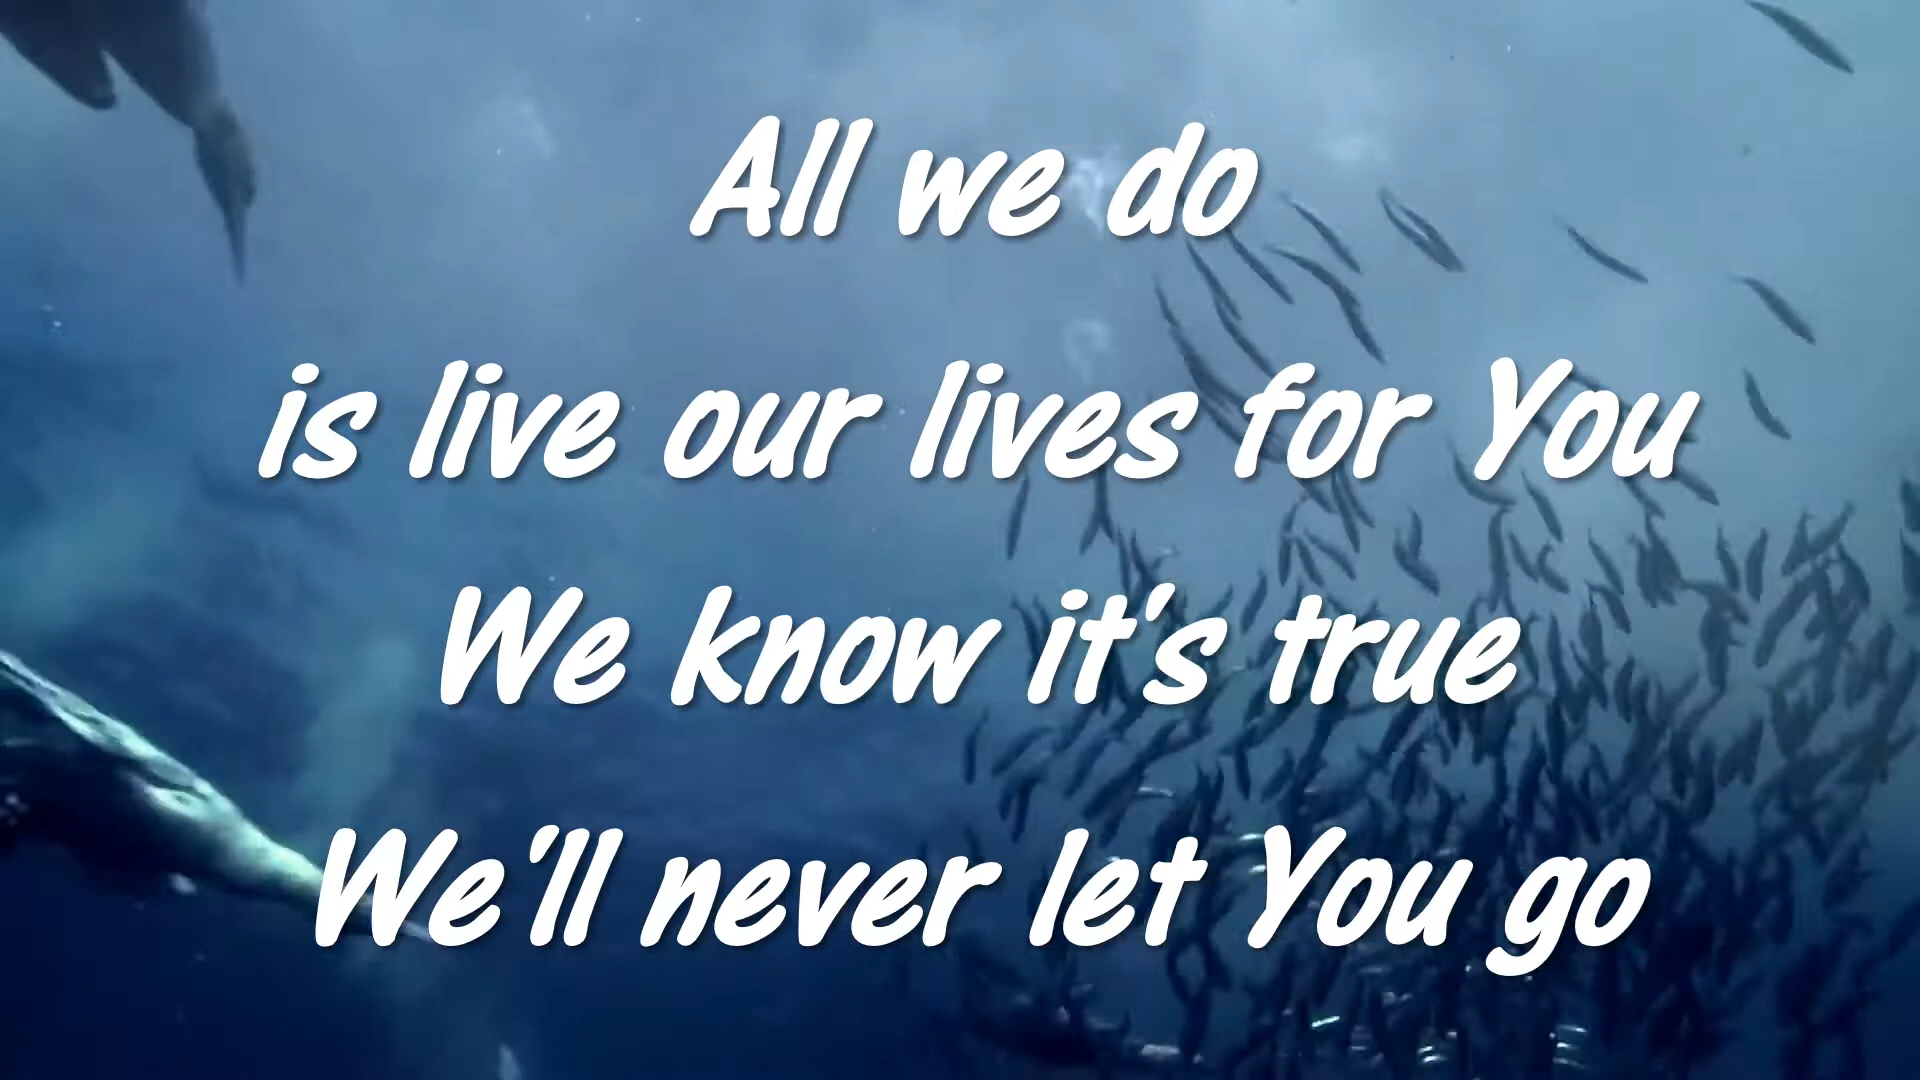 All we do
is live our lives for You
We know it's true
We'll never let You go